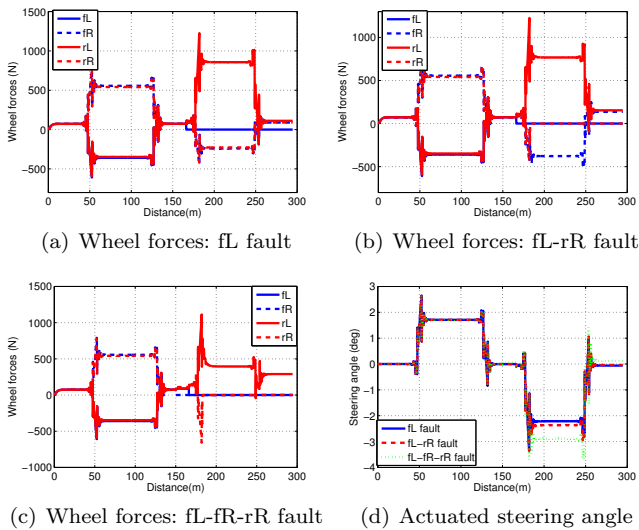 1500
1000
500
0
−500
0 50 100 150 200 250 300
Wheel forces (N)
Distance(m)
fL
fR
rL
rR
(a) Wheel forces: fL fault
1000
500
0
−500
0 50 100 150 200 250 300
Wheel forces (N)
Distance(m)
fL
fR
rL
rR
(b) Wheel forces: fL-rR fault
1500
1000
500
0
−500
−1000
0 50 100 150 200 250 300
Wheel forces (N)
Distance(m)
fL
fR
rL
rR
(c) Wheel forces: fL-fR-rR fault
3
2
1
0
−1
−2
−3
4
0 50 100 150 200 250 300
Steering angle (deg)
Distance(m)
fL fault
fL−rR fault
fL−fR−rR fault
(d) Actuated steering angle